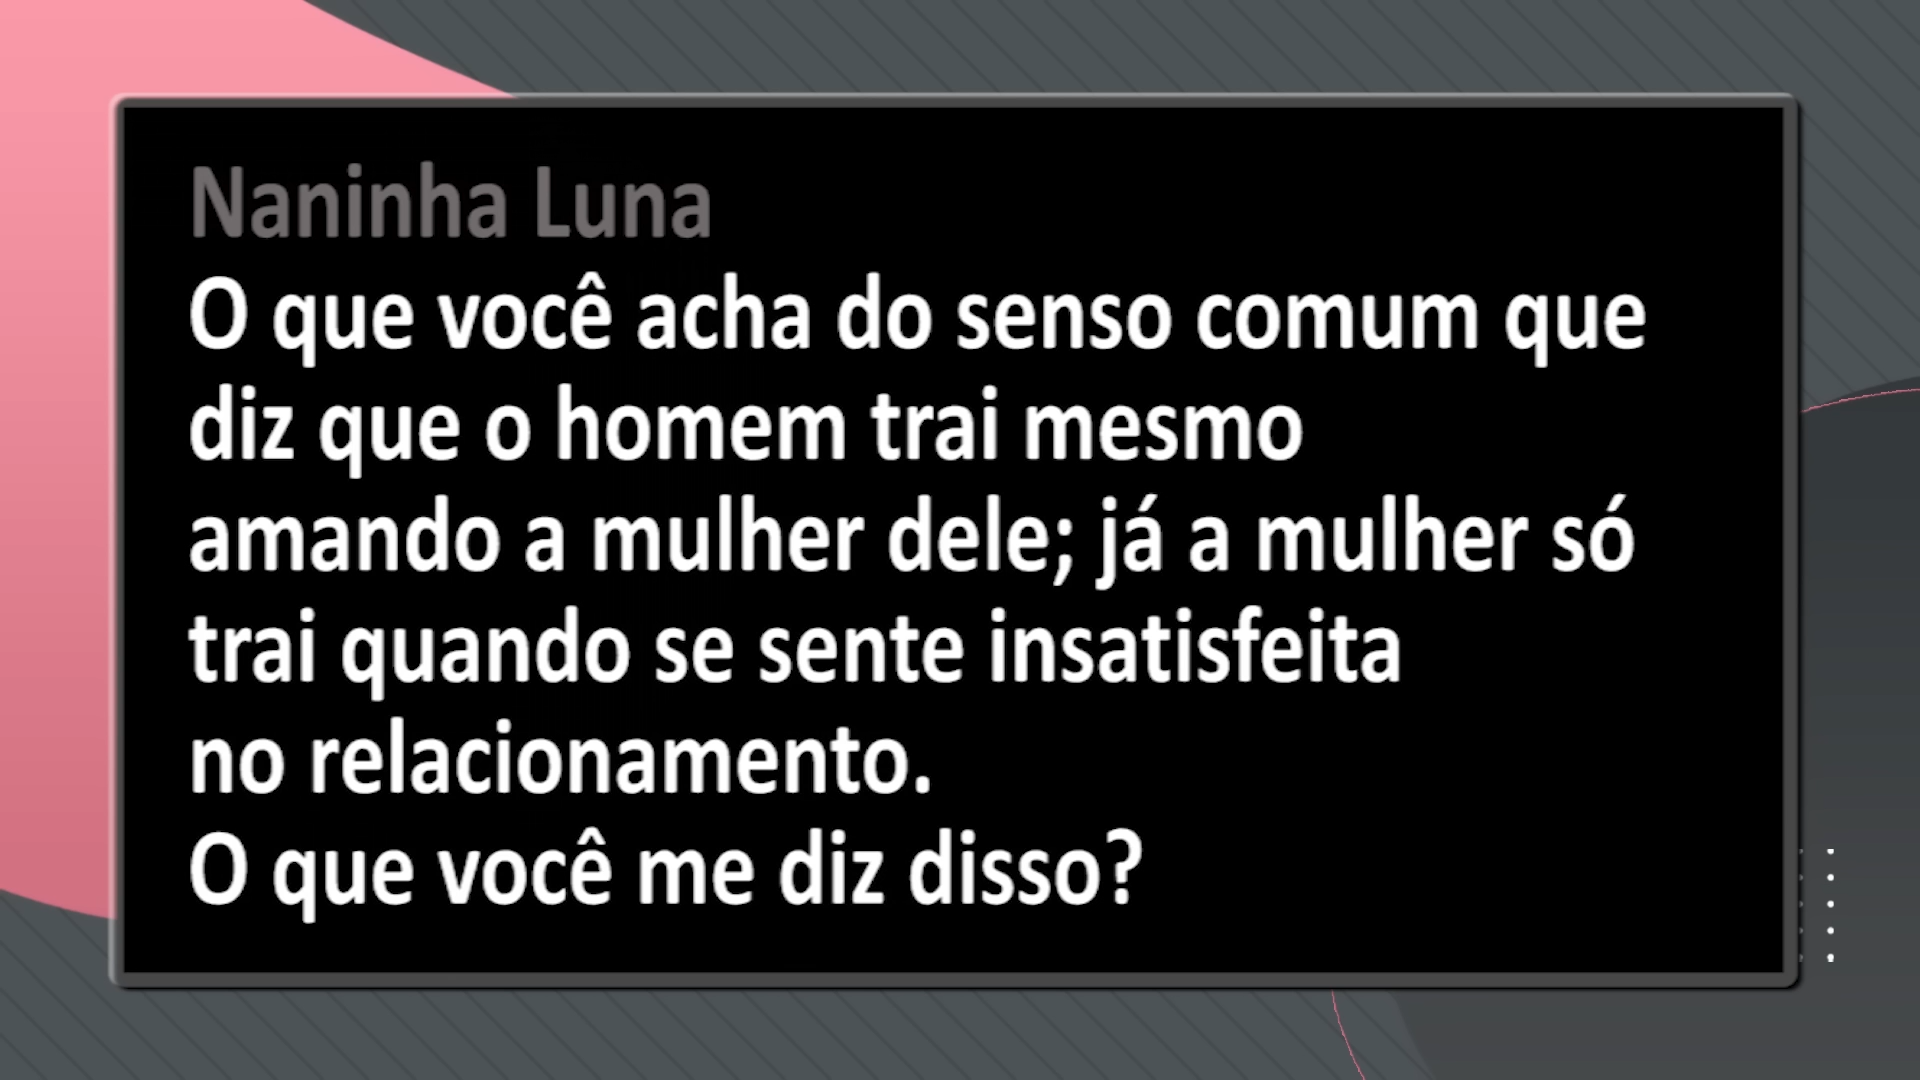 Naninha Luna
O que você acha do senso comum que
diz que o homem trai mesmo
amando a mulher dele; já a mulher só
trai quando se sente insatisfeita
no relacionamento.
O que você me diz disso?